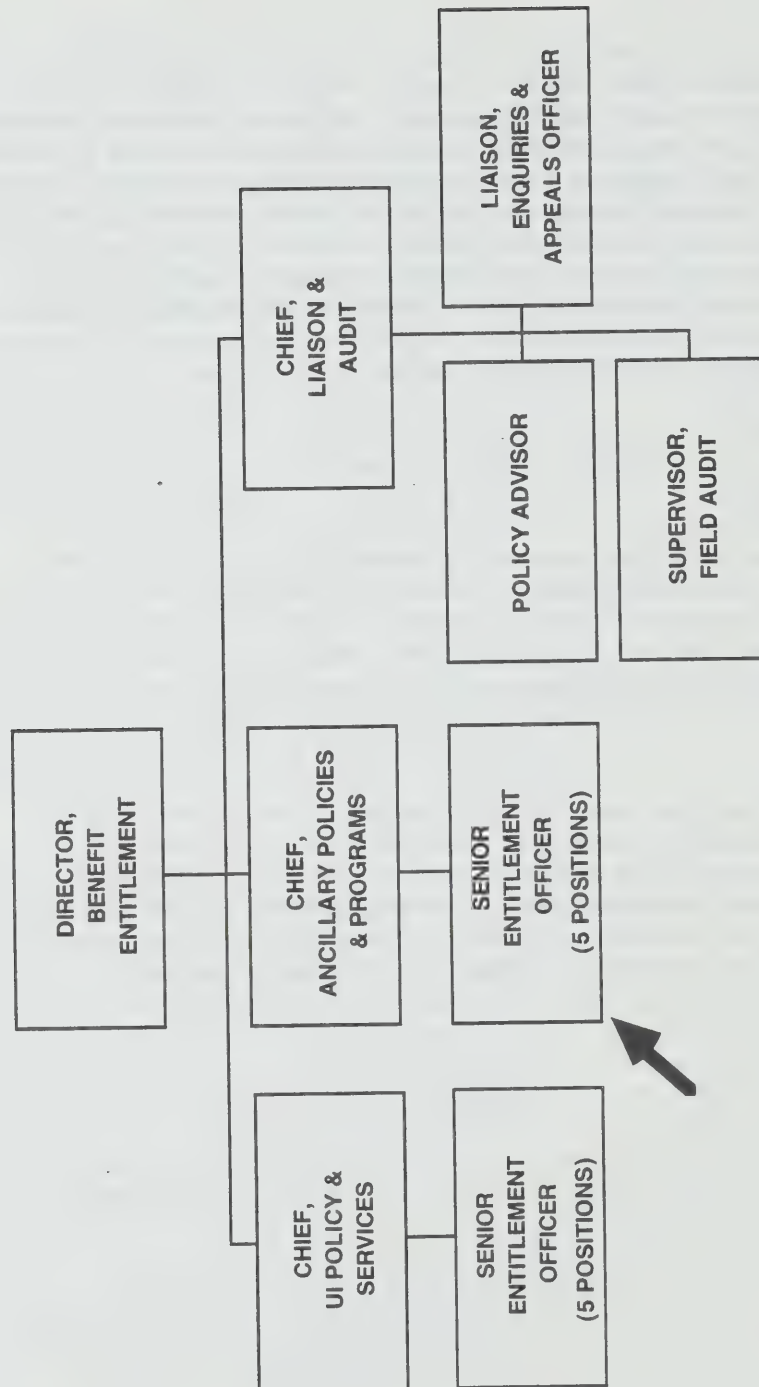 DIRECTOR,
BENEFIT
ENTITLEMENT
CHIEF,
UI POLICY &
SERVICES
CHIEF,
ANCILLARY POLICIES
& PROGRAMS
CHIEF,
LIAISON &
AUDIT
SENIOR
ENTITLEMENT
OFFICER
(5 POSITIONS)
SENIOR
ENTITLEMENT
OFFICER
(5 POSITIONS)
POLICY ADVISOR
LIAISON,
ENQUIRIES &
APPEALS OFFICER
SUPERVISOR,
FIELD AUDIT